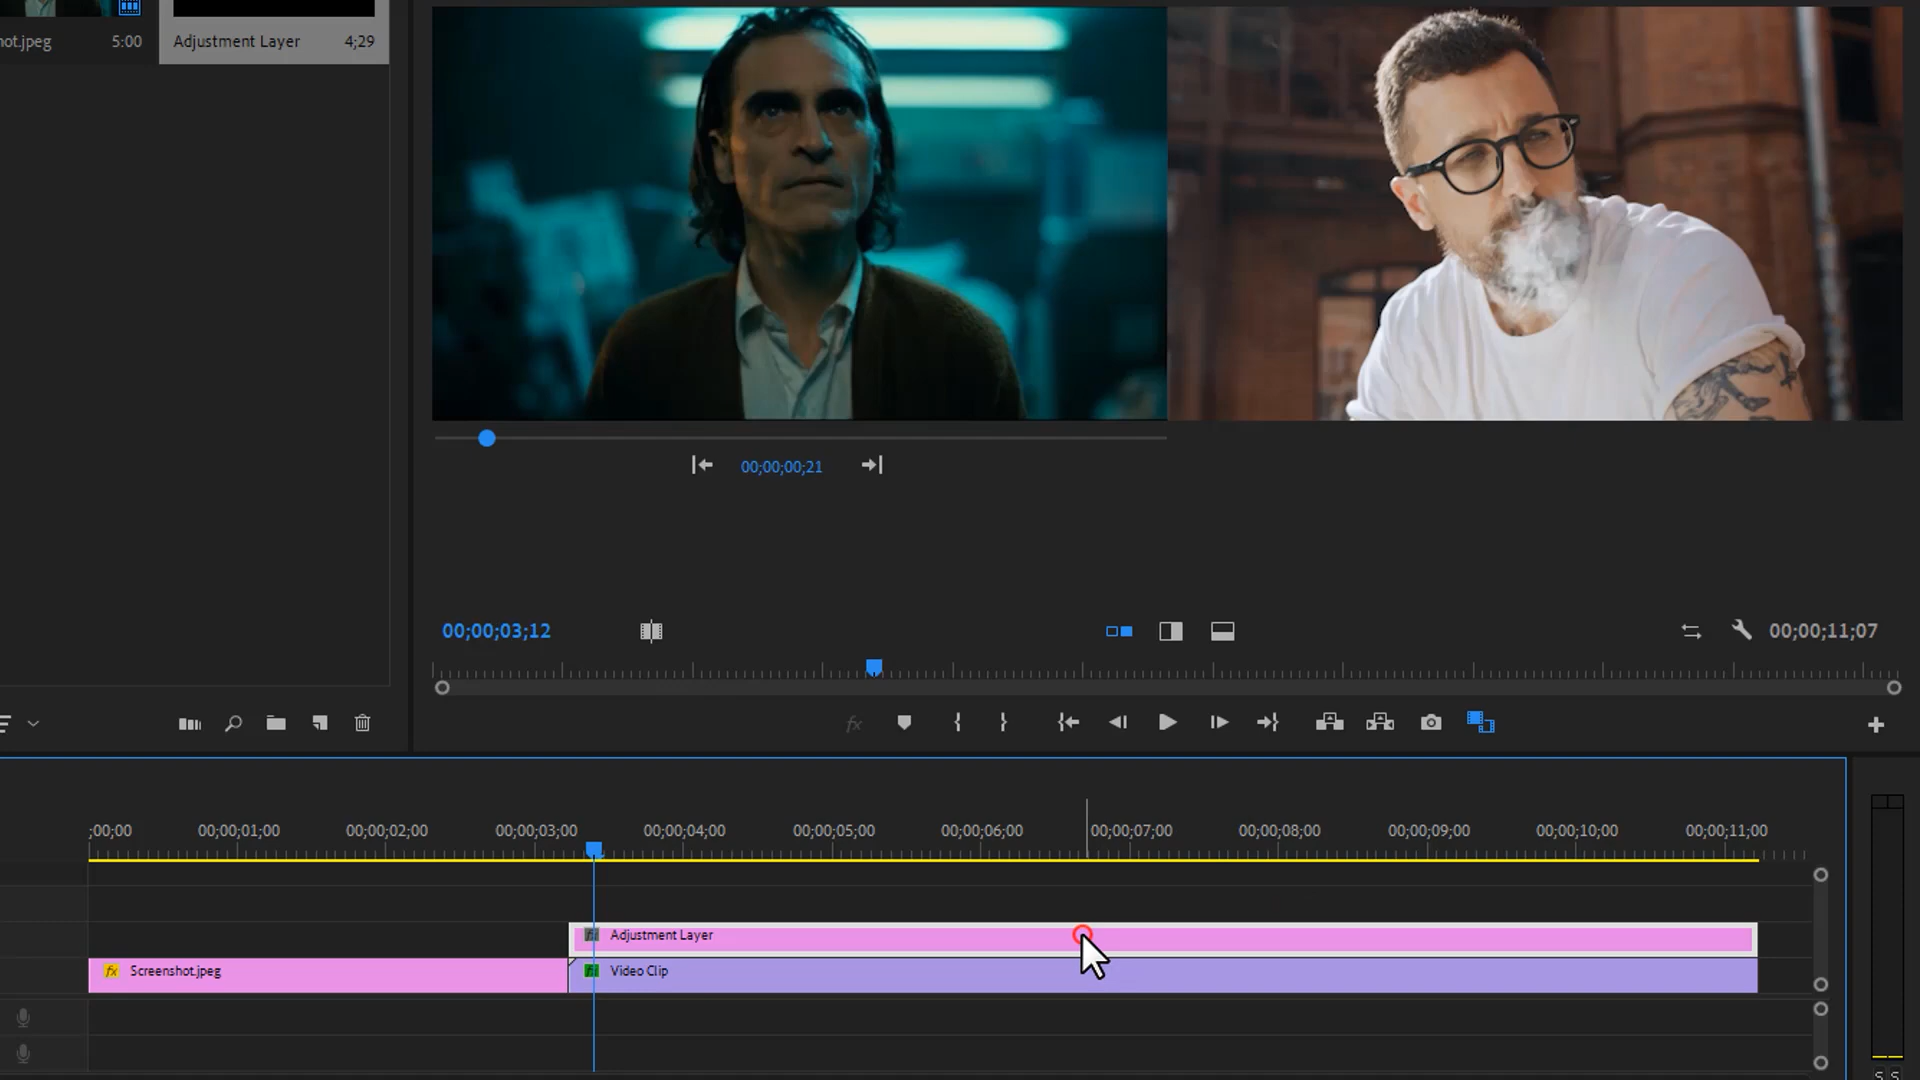 ot.jpeg 5:00 Adjustment Layer 4;29
00;00;00;21
00;00;03;12 00;00;11;07
;00;00 00;00;01;00 00;00;02;00 00;00;03;00 00;00;04;00 00;00;05;00 00;00;06;00 00;00;07;00 00;00;08;00 00;00;09;00 00;00;10;00 00;00;11;00
fx Adjustment Layer
fx Screenshot.jpeg fx Video Clip
S S